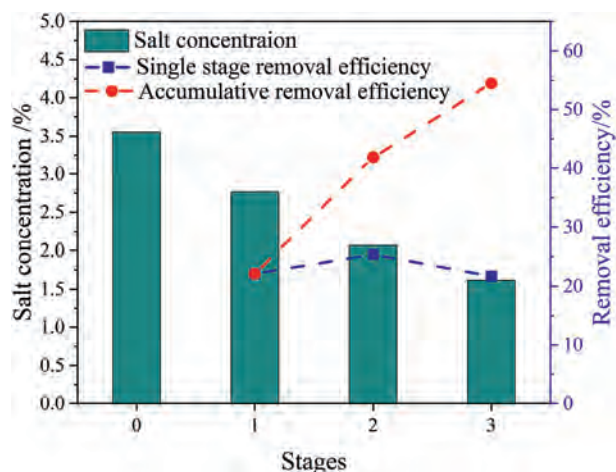 Salt concentraion
Single stage removal efficiency
Accumulative removal efficiency
Salt concentration /%
5.0
4.5
4.0
3.5
3.0
2.5
2.0
1.5
1.0
0.5
0.0
Removal efficiency/%
60
50
40
30
20
10
0
0 1 2 3
Stages